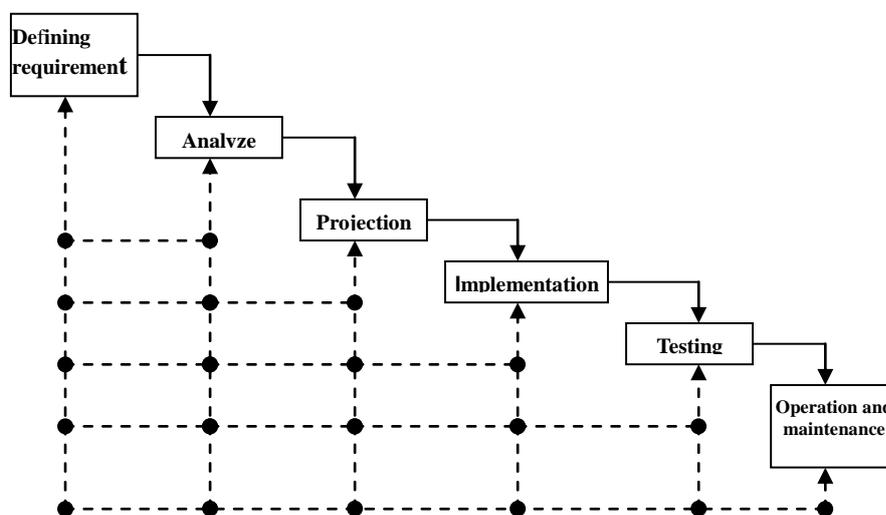 Defining
requirement
Analyze
Projection
Implementation
Testing
Operation and
maintenance